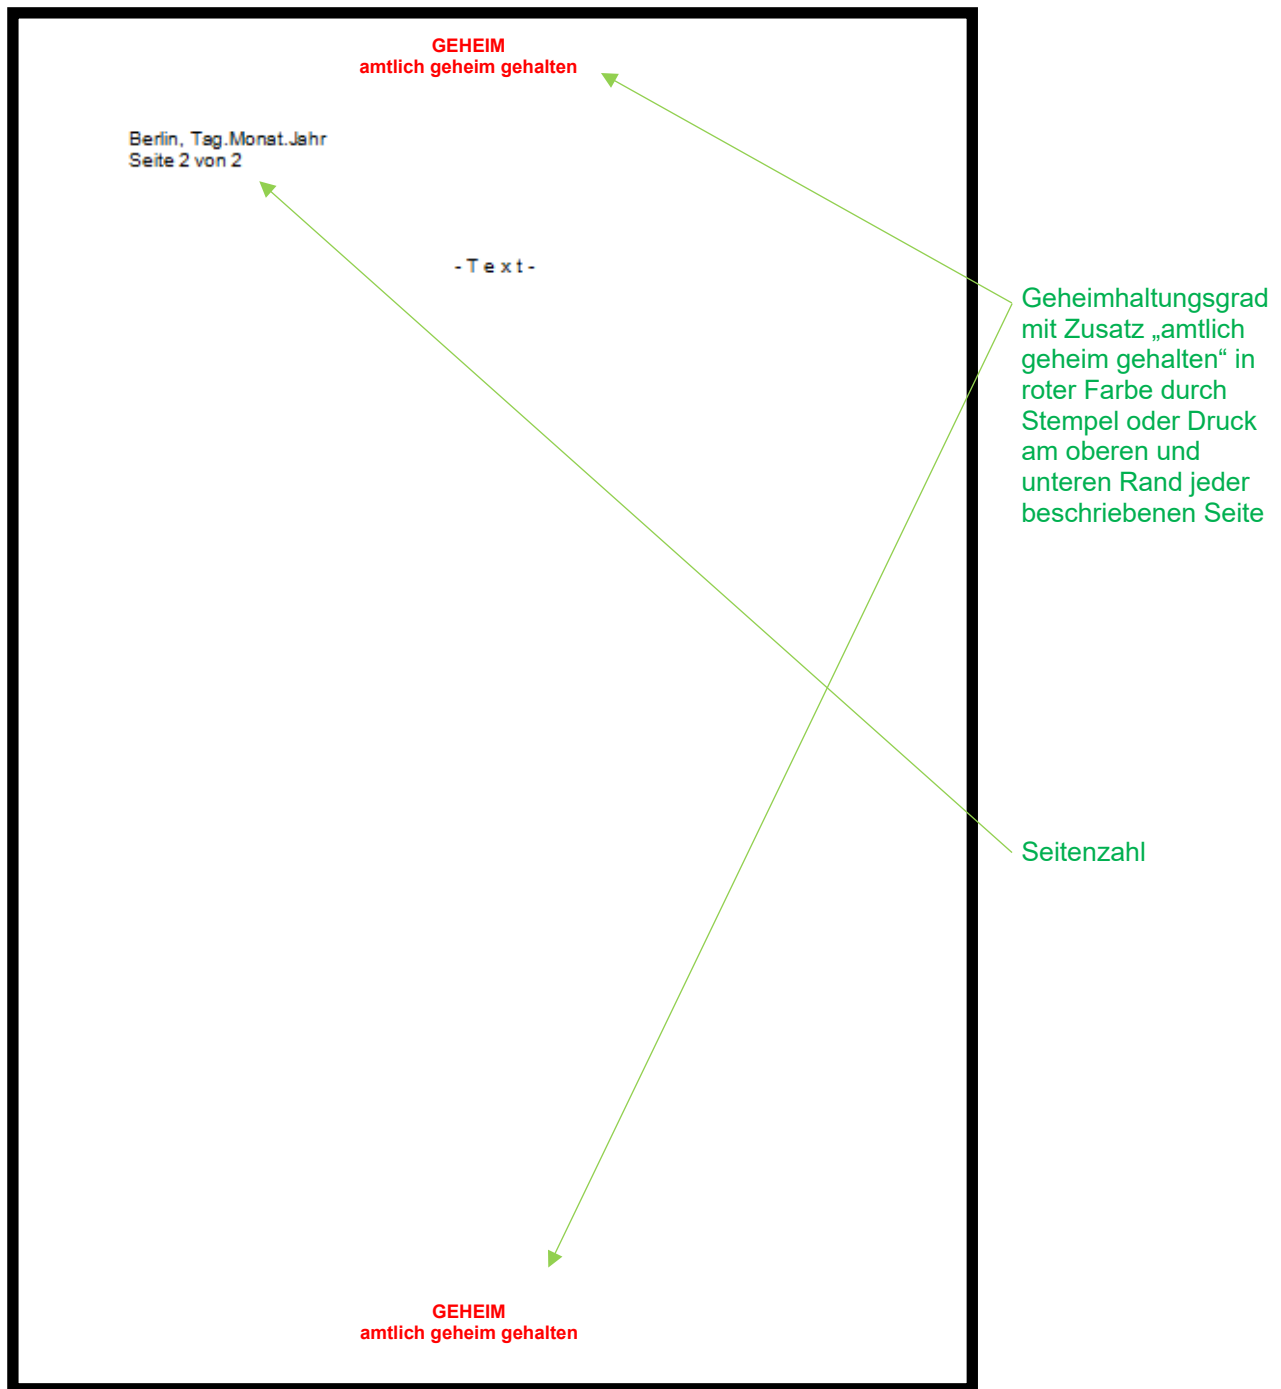 GEHEIM
amtlich geheim gehalten
Berlin, Tag.Monat.Jahr
Seite 2 von 2
- T e x t -
Geheimhaltungsgrad
mit Zusatz „amtlich
geheim gehalten“ in
roter Farbe durch
Stempel oder Druck
am oberen und
unteren Rand jeder
beschriebenen Seite
Seitenzahl
GEHEIM
amtlich geheim gehalten